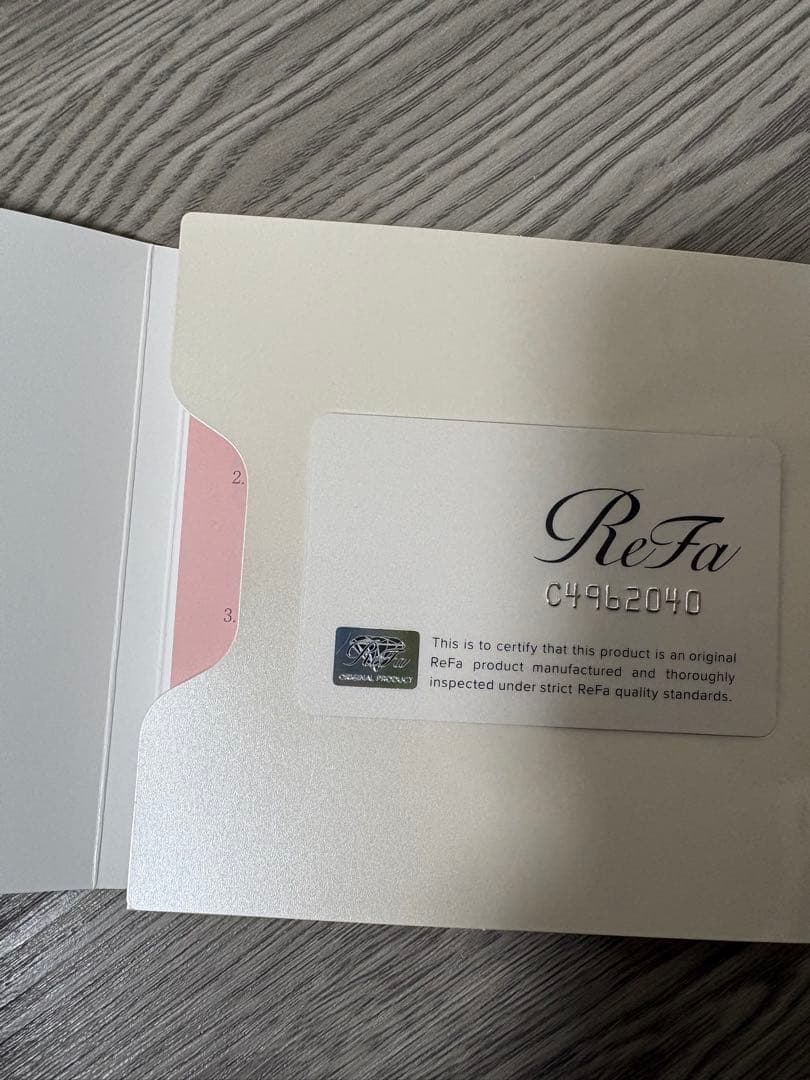 2.
3.
ReFa
C4962040
ReFa
ORIGINAL PRODUCT
This is to certify that this product is an original
ReFa product manufactured and thoroughly
inspected under strict ReFa quality standards.